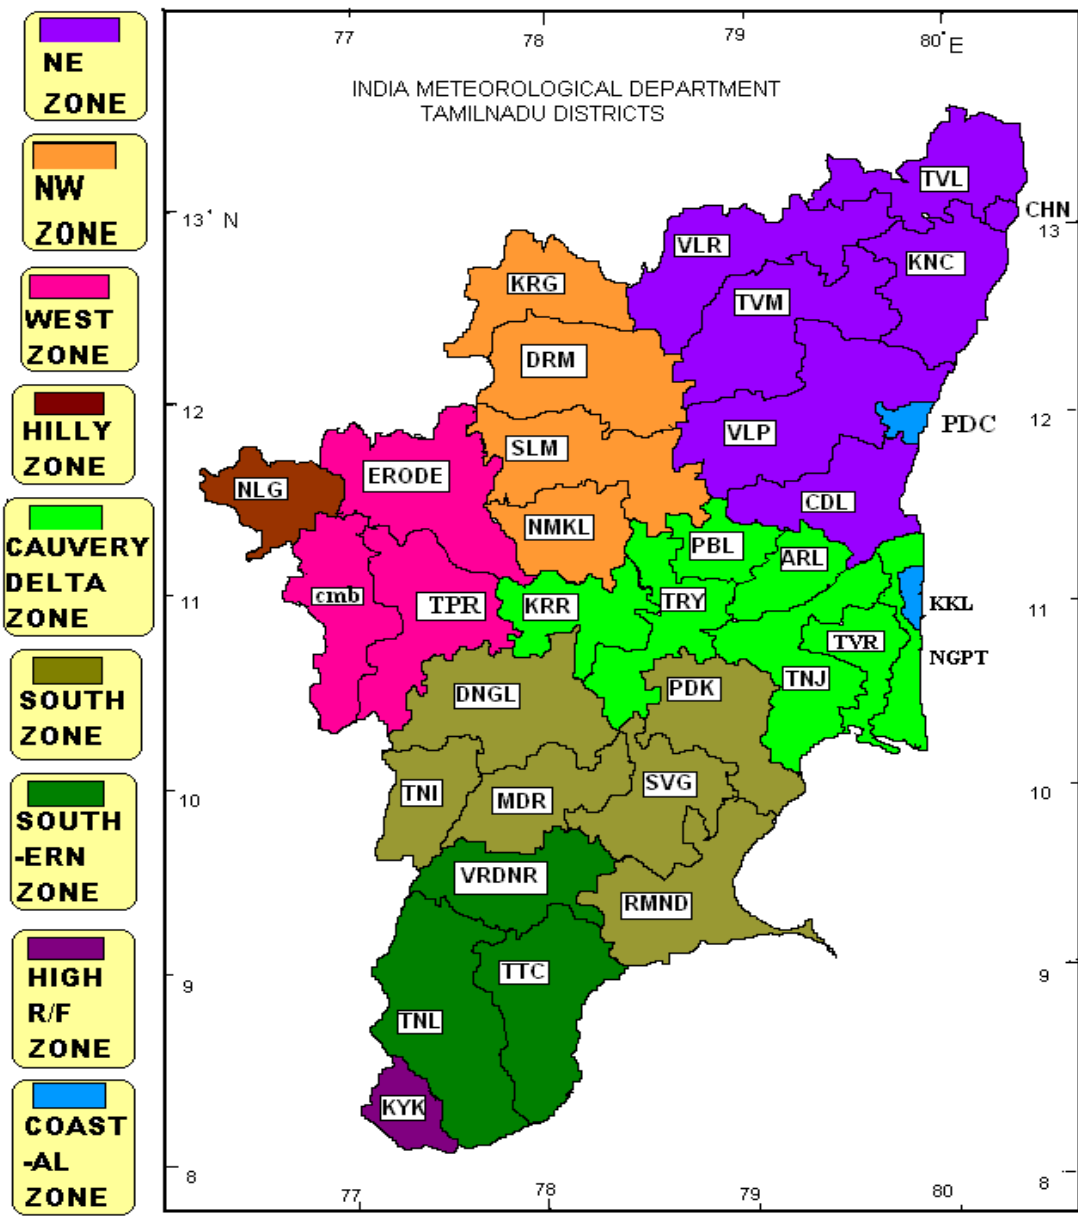 NE
ZONE
NW
ZONE
WEST
ZONE
HILLY
ZONE
CAUVERY
DELTA
ZONE
SOUTH
ZONE
SOUTH
-ERN
ZONE
HIGH
R/F
ZONE
COAST
-AL
ZONE
77 78 79 80° E
INDIA METEOROLOGICAL DEPARTMENT
TAMILNADU DISTRICTS
TVL
13° N
CHN
13
VLR
KNC
KRG
TVM
DRM
12
12
VLP
PDC
SLM
ERODE
NLG
CDL
NMKL
PBL
ARL
11
cmb
TPR
KRR
TRY
KKL
11
TVR
NGPT
DNGL
PDK
TNJ
10
TNI
MDR
SVG
10
VRDNR
RMND
9
TTC
9
TNL
KYK
8
8
77 78 79 80